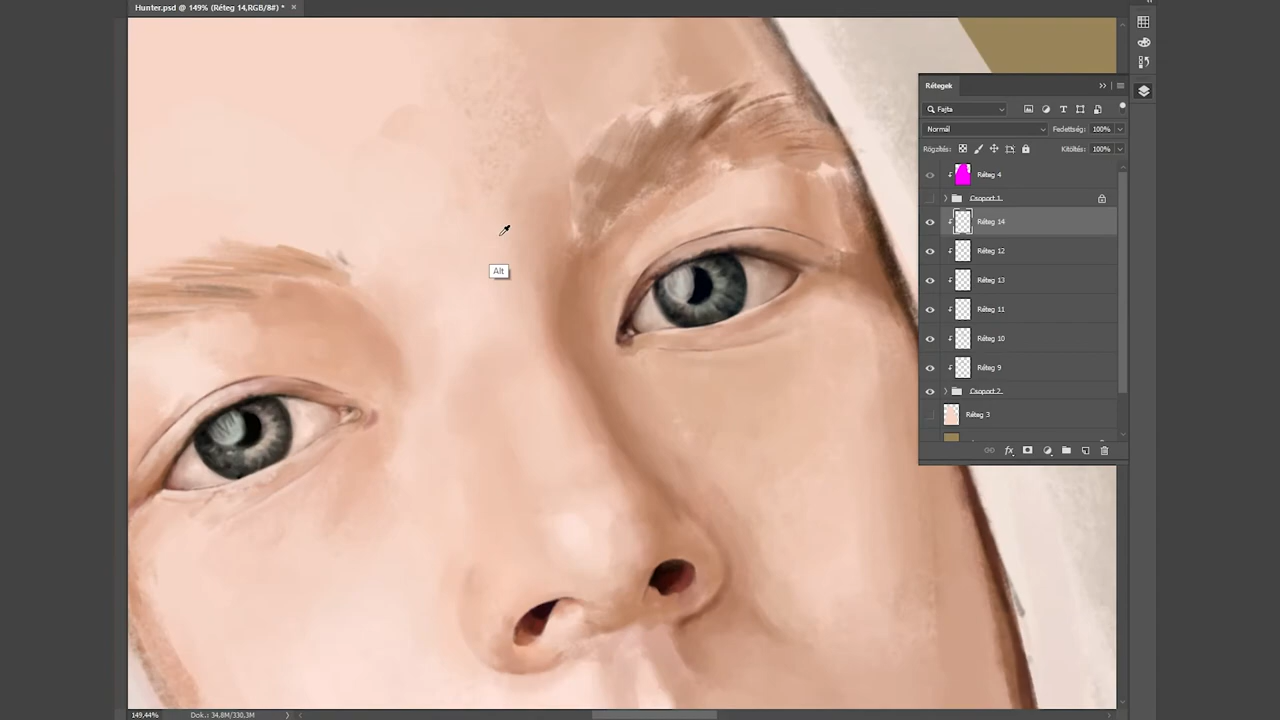 Hunter.psd @ 149% (Réteg 14,RGB/8#) *
Rétegek
Fajta
Normál
Fedettség: 100%
Rögzítés:
Kitöltés: 100%
Réteg 4
Csoport 1
Réteg 14
Alt
Réteg 12
Réteg 13
Réteg 11
Réteg 10
Réteg 9
Csoport 2
Réteg 3
fx
149,44%
Dok.: 34,8M/330,3M